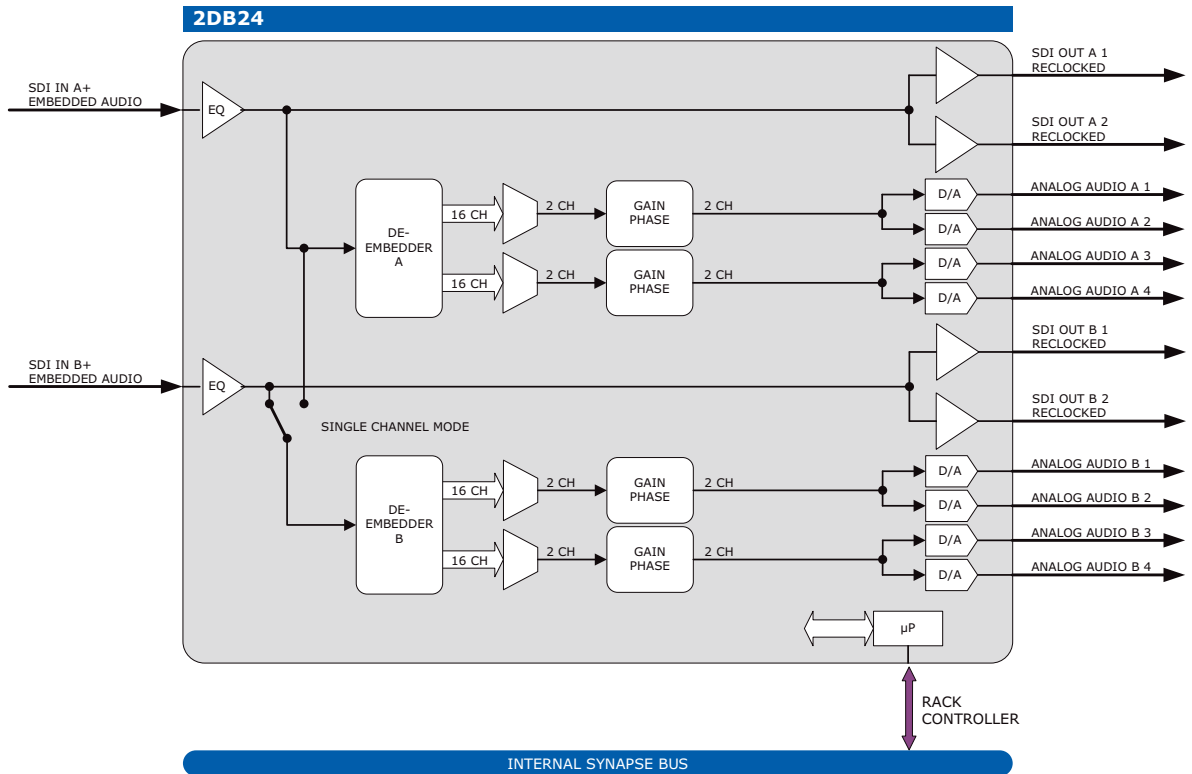 2DB24
SDI IN A+
EMBEDDED AUDIO
EQ
SDI OUT A 1
RECLOCKED
SDI OUT A 2
RECLOCKED
DE-
EMBEDDER
A
16 CH
2 CH
GAIN
PHASE
2 CH
D/A
ANALOG AUDIO A 1
D/A
ANALOG AUDIO A 2
16 CH
2 CH
GAIN
PHASE
2 CH
D/A
ANALOG AUDIO A 3
D/A
ANALOG AUDIO A 4
SDI IN B+
EMBEDDED AUDIO
EQ
SDI OUT B 1
RECLOCKED
SDI OUT B 2
RECLOCKED
SINGLE CHANNEL MODE
DE-
EMBEDDER
B
16 CH
2 CH
GAIN
PHASE
2 CH
D/A
ANALOG AUDIO B 1
D/A
ANALOG AUDIO B 2
16 CH
2 CH
GAIN
PHASE
2 CH
D/A
ANALOG AUDIO B 3
D/A
ANALOG AUDIO B 4
µP
RACK
CONTROLLER
INTERNAL SYNAPSE BUS